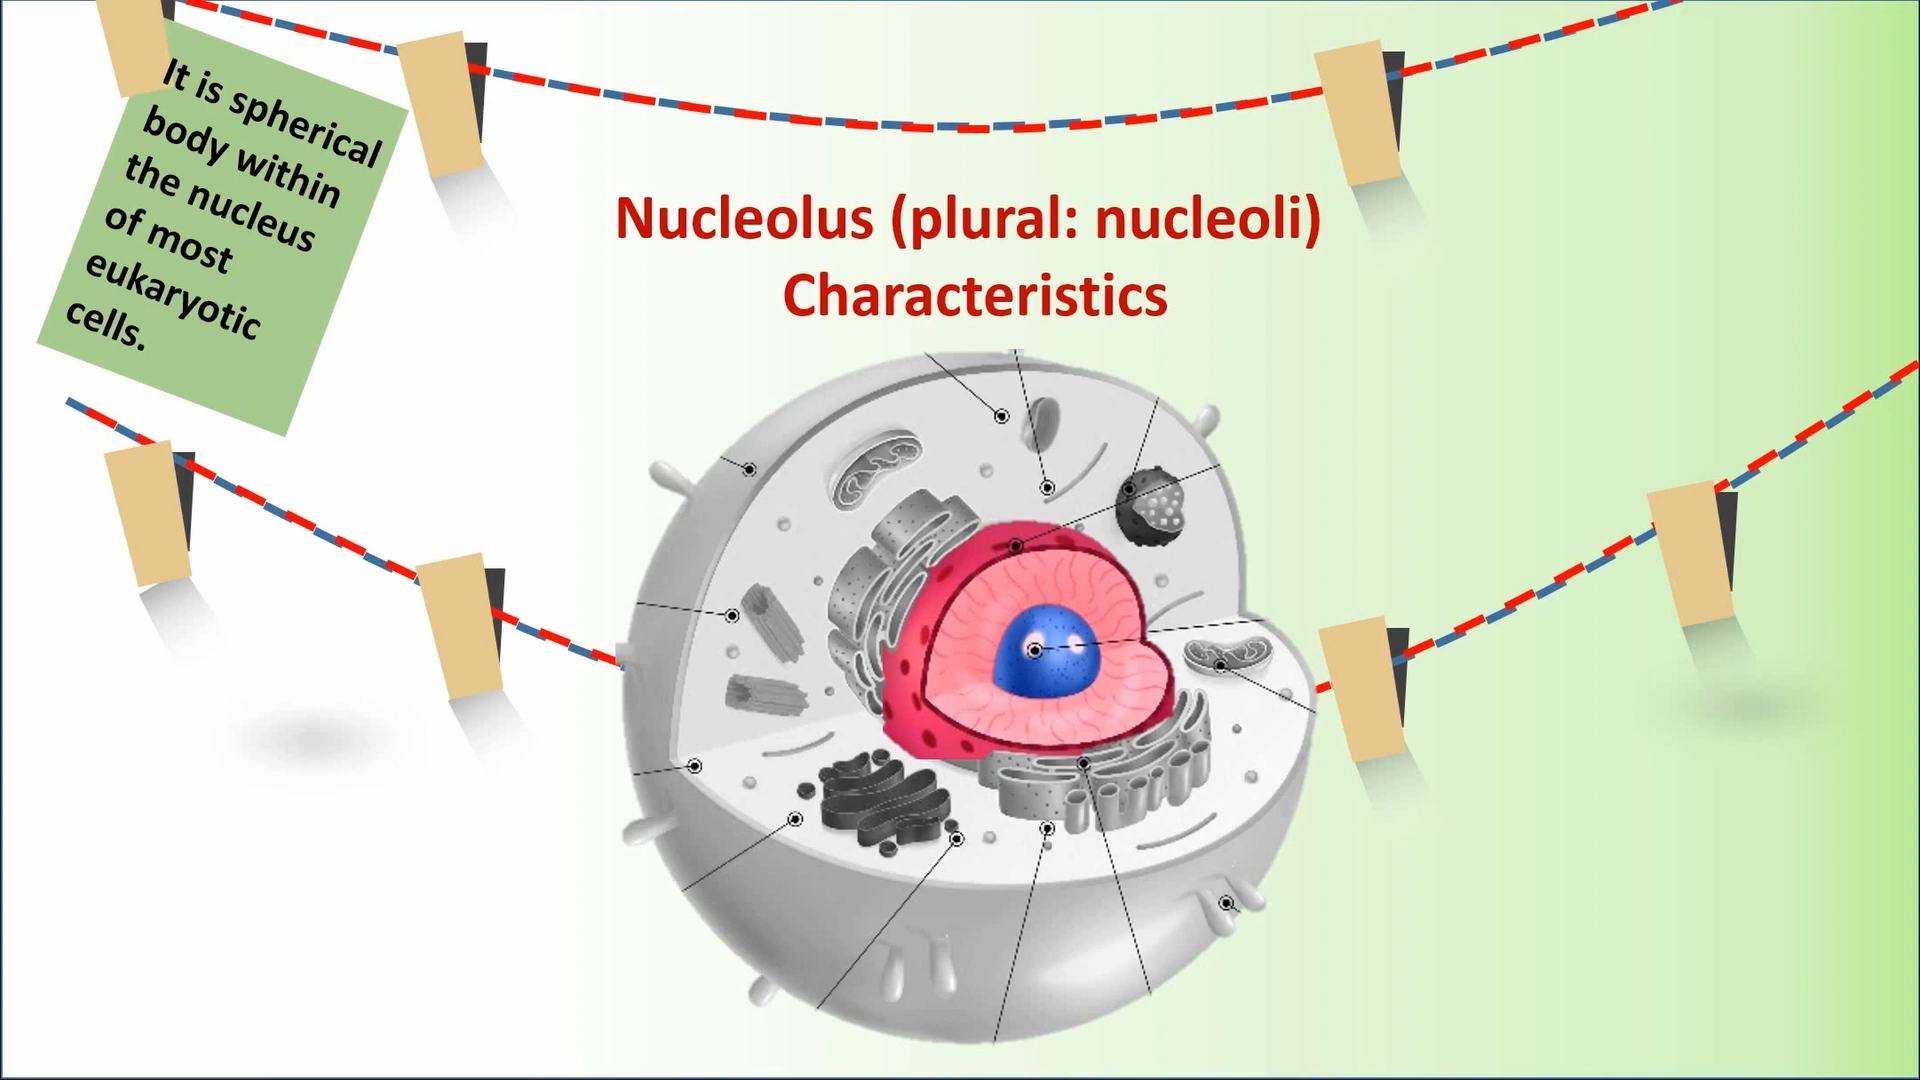 It is spherical
body within
the nucleus
of most
eukaryotic
cells.
Nucleolus (plural: nucleoli)
Characteristics